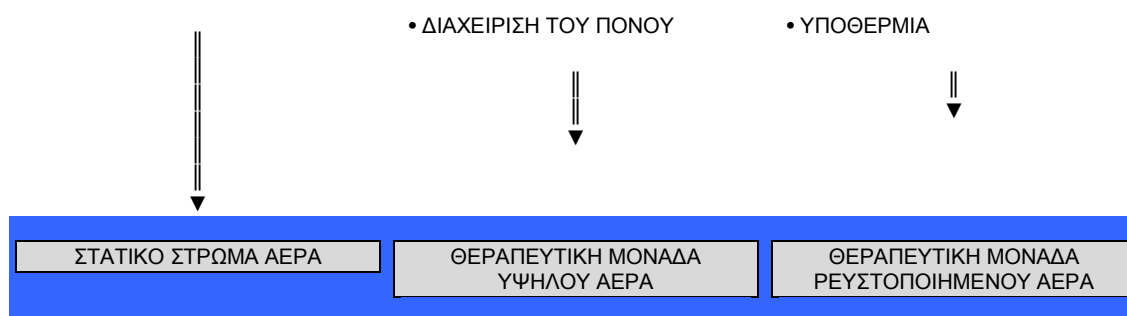 • ΔΙΑΧΕΙΡΙΣΗ ΤΟΥ ΠΟΝΟΥ
• ΥΠΟΘΕΡΜΙΑ
ΣΤΑΤΙΚΟ ΣΤΡΩΜΑ ΑΕΡΑ
ΘΕΡΑΠΕΥΤΙΚΗ ΜΟΝΑΔΑ
ΥΨΗΛΟΥ ΑΕΡΑ
ΘΕΡΑΠΕΥΤΙΚΗ ΜΟΝΑΔΑ
ΡΕΥΣΤΟΠΟΙΗΜΕΝΟΥ ΑΕΡΑ